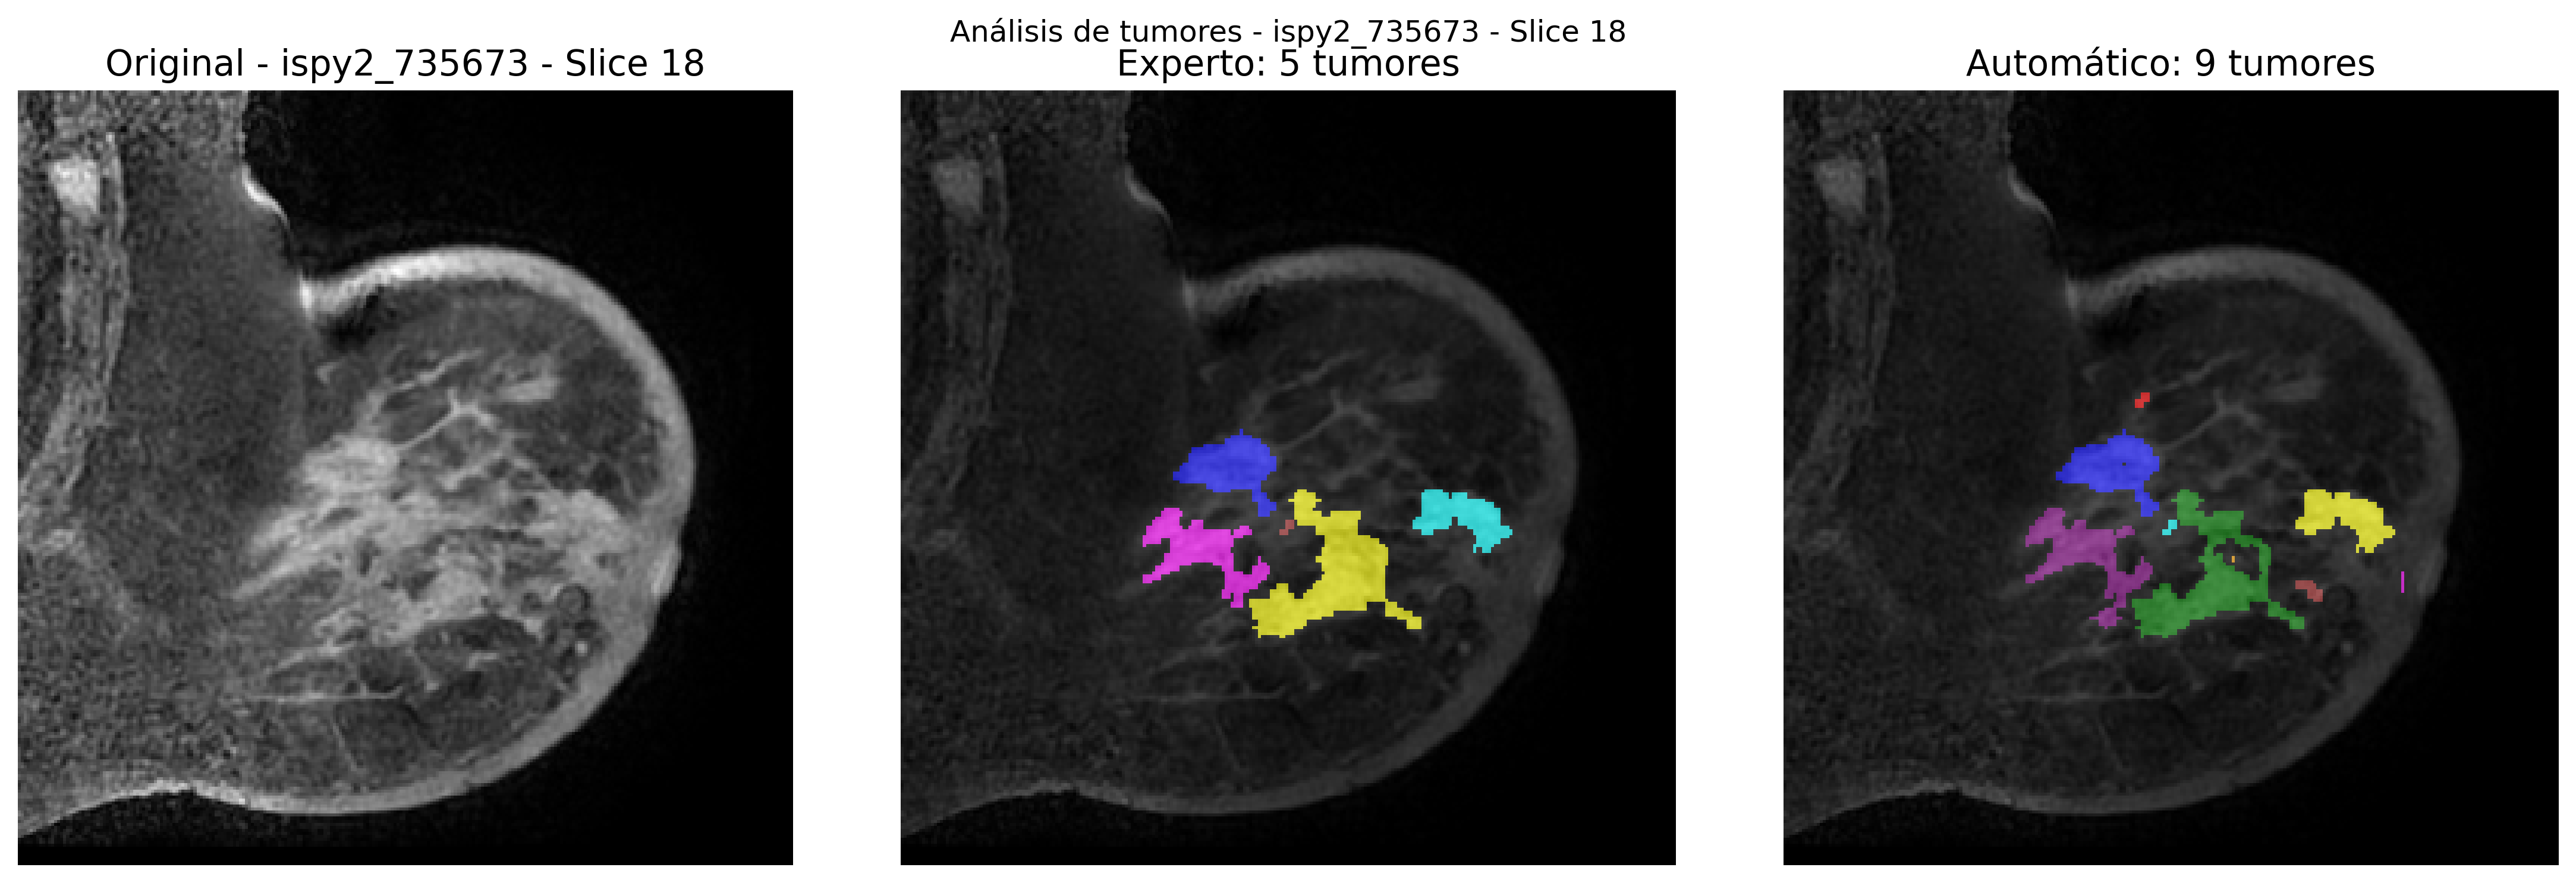 Análisis de tumores - ispy2_735673 - Slice 18
Original - ispy2_735673 - Slice 18
Experto: 5 tumores
Automático: 9 tumores